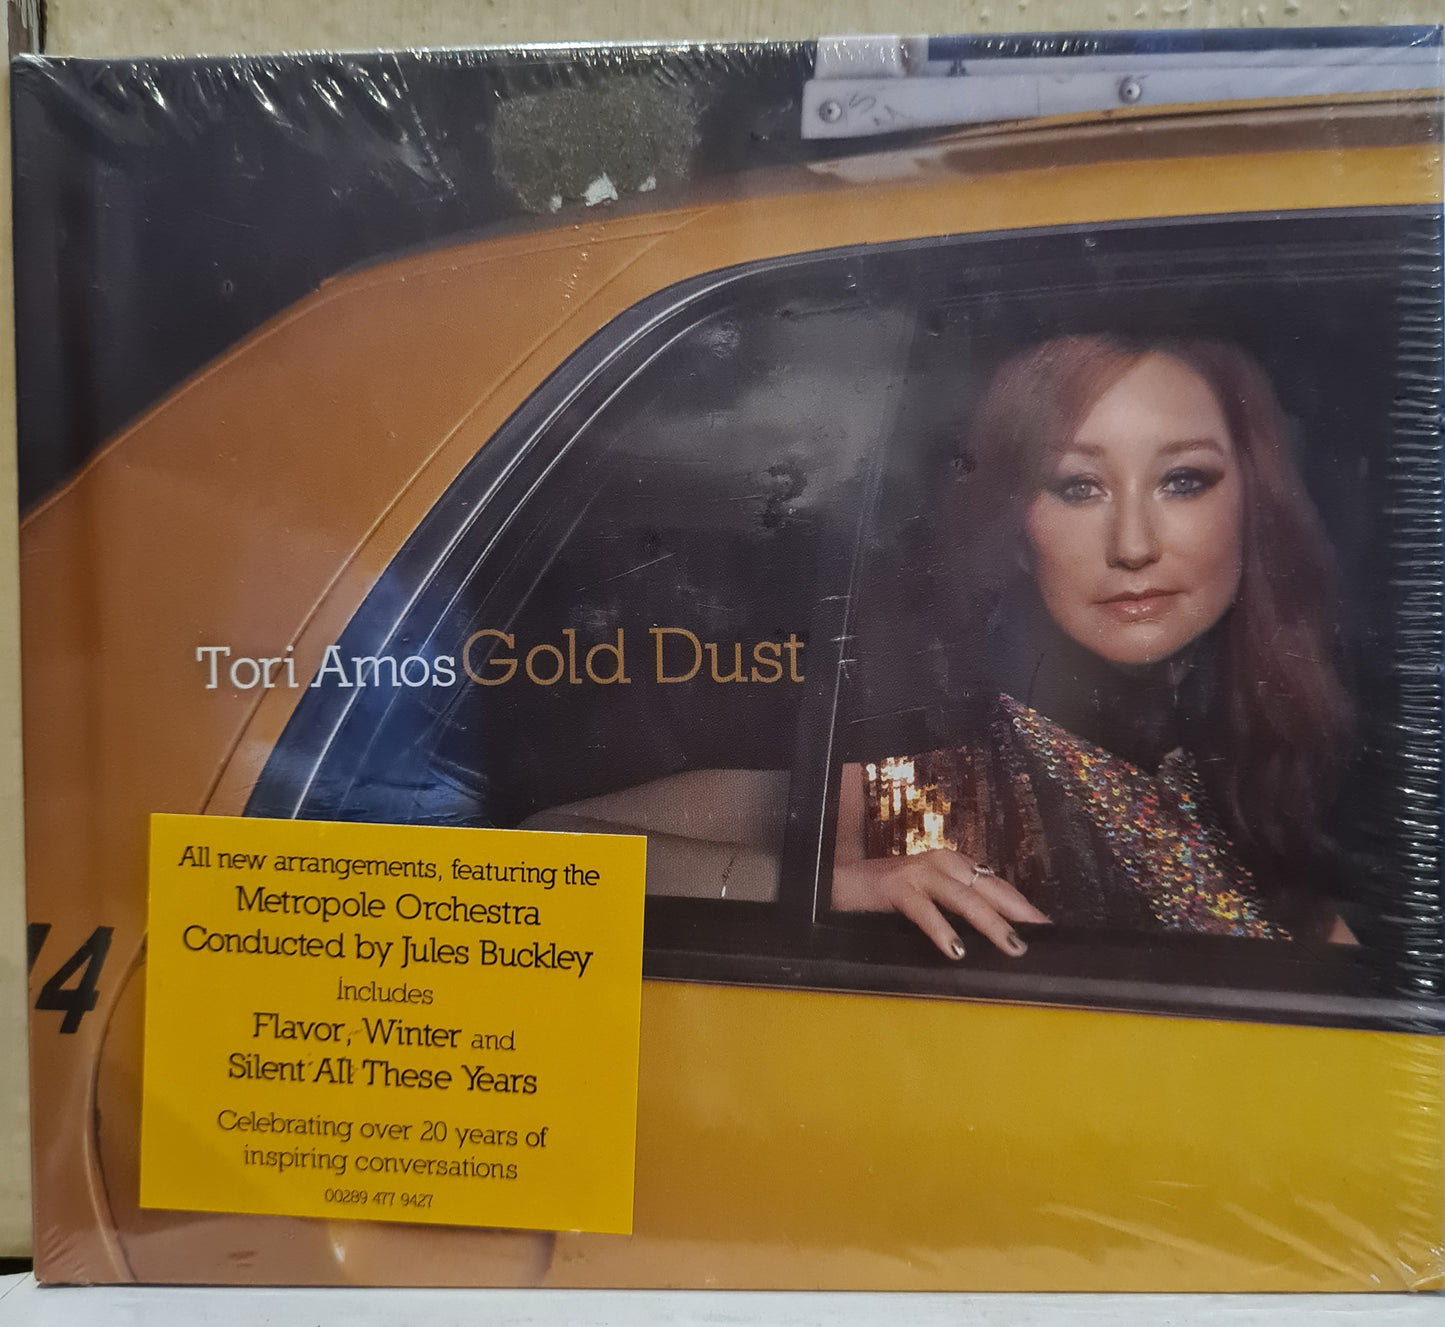 Tori Amos Gold Dust
All new arrangements, featuring the
Metropole Orchestra
Conducted by Jules Buckley
includes
Flavor, Winter and
Silent All These Years
Celebrating over 20 years of
inspiring conversations
00289 477 9427
14